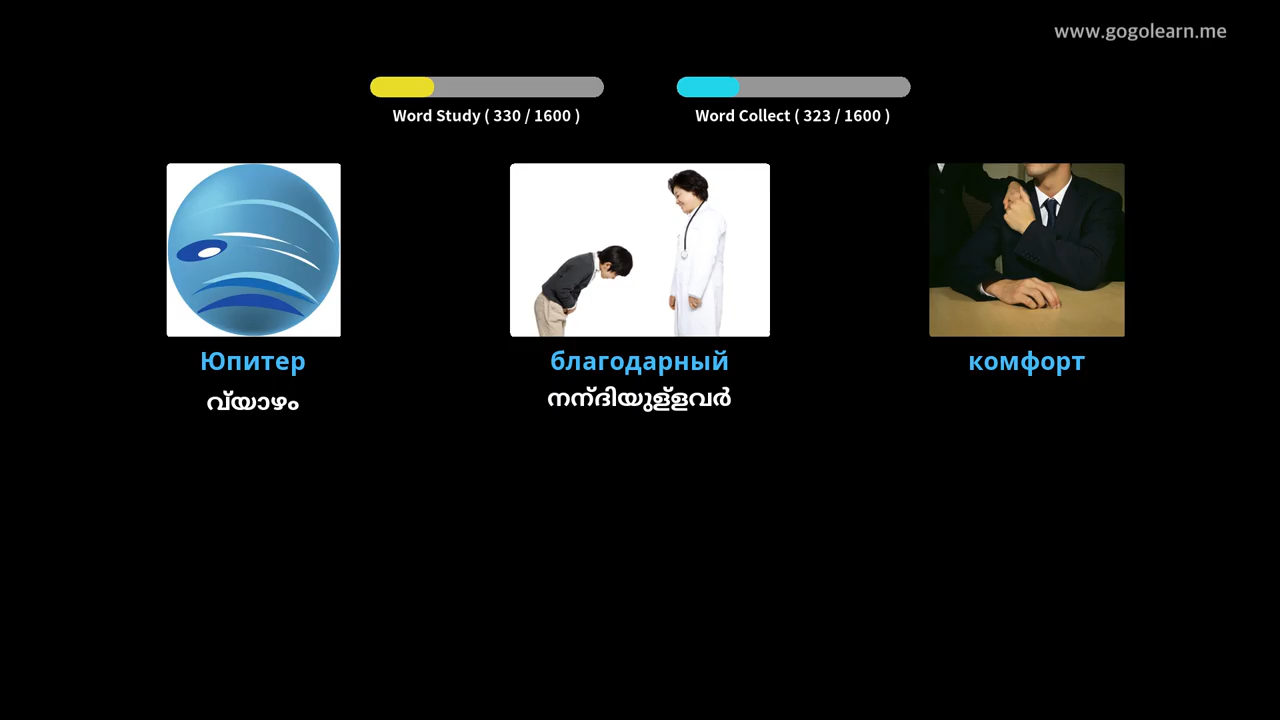 www.gogolearn.me
Word Study ( 330 / 1600 )
Word Collect ( 323 / 1600 )
Юпитер
благодарный
комфорт
വ്യാഴം
നന്ദിയുള്ളവർ